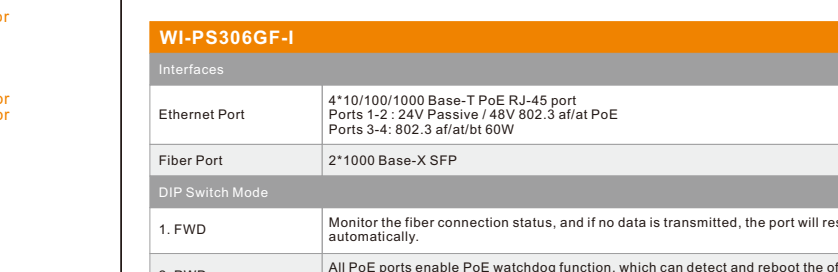 WI-PS306GF-I
Interfaces
Ethernet Port
4*10/100/1000 Base-T PoE RJ-45 port
Ports 1-2 : 24V Passive / 48V 802.3 af/at PoE
Ports 3-4: 802.3 af/at/bt 60W
Fiber Port
2*1000 Base-X SFP
DIP Switch Mode
1. FWD
Monitor the fiber connection status, and if no data is transmitted, the port will
automatically.
All PoE ports enable PoE watchdog function, which can detect and reboot the